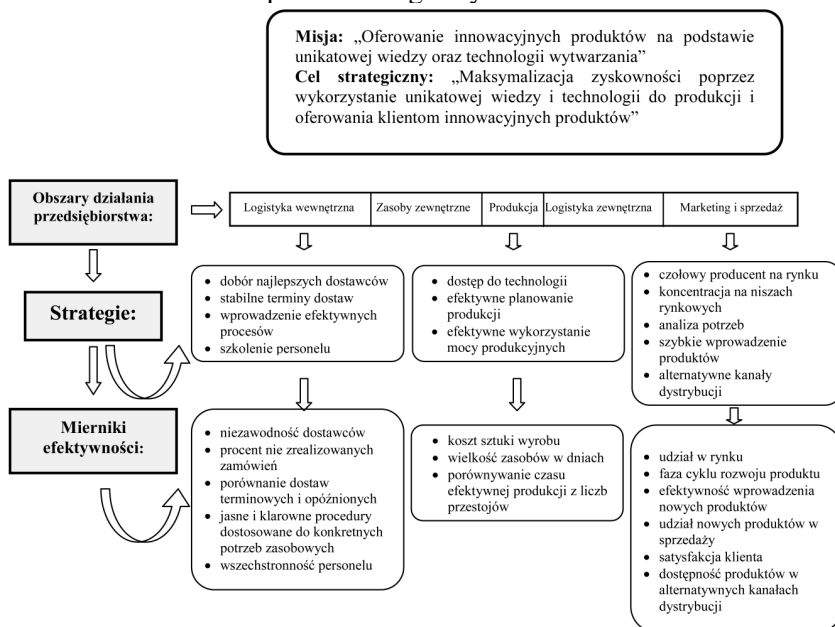 Misja: „Oferowanie innowacyjnych produktów na podstawie
unikatowej wiedzy oraz technologii wytwarzania”
Cel strategiczny: „Maksymalizacja zyskowności poprzez
wykorzystanie unikatowej wiedzy i technologii do produkcji i
oferowania klientom innowacyjnych produktów”
Obszary działania
przedsiębiorstwa:
Logistyka wewnętrzna
Zasoby zewnętrzne
Produkcja
Logistyka zewnętrzna
Marketing i sprzedaż
Strategie:
• dobór najlepszych dostawców
• stabilne terminy dostaw
• wprowadzenie efektywnych
procesów
• szkolenie personelu
• dostęp do technologii
• efektywne planowanie
produkcji
• efektywne wykorzystanie
mocy produkcyjnych
• czołowy producent na rynku
• koncentracja na niszach
rynkowych
• analiza potrzeb
• szybkie wprowadzenie
produktów
• alternatywne kanały
dystrybucji
Mierniki
efektywności:
• niezawodność dostawców
• procent nie zrealizowanych
zamówień
• porównanie dostaw
terminowych i opóźnionych
• jasne i klarowne procedury
dostosowane do konkretnych
potrzeb zasobowych
• wszechstronność personelu
• koszt sztuki wyrobu
• wielkość zasobów w dniach
• porównywanie czasu
efektywnej produkcji z liczb
przestojów
• udział w rynku
• faza cyklu rozwoju produktu
• efektywność wprowadzenia
nowych produktów
• udział nowych produktów w
sprzedaży
• satysfakcja klienta
• dostępność produktów w
alternatywnych kanałach
dystrybucji